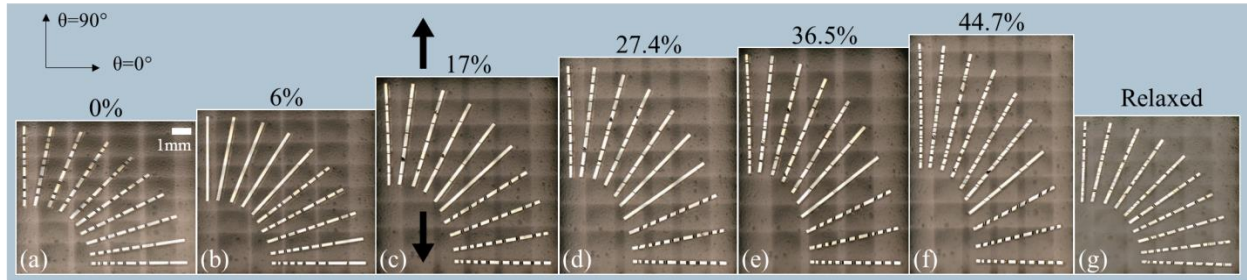 θ=90°
θ=0°
0%
6%
17%
27.4%
36.5%
44.7%
Relaxed
1mm
(a)
(b)
(c)
(d)
(e)
(f)
(g)